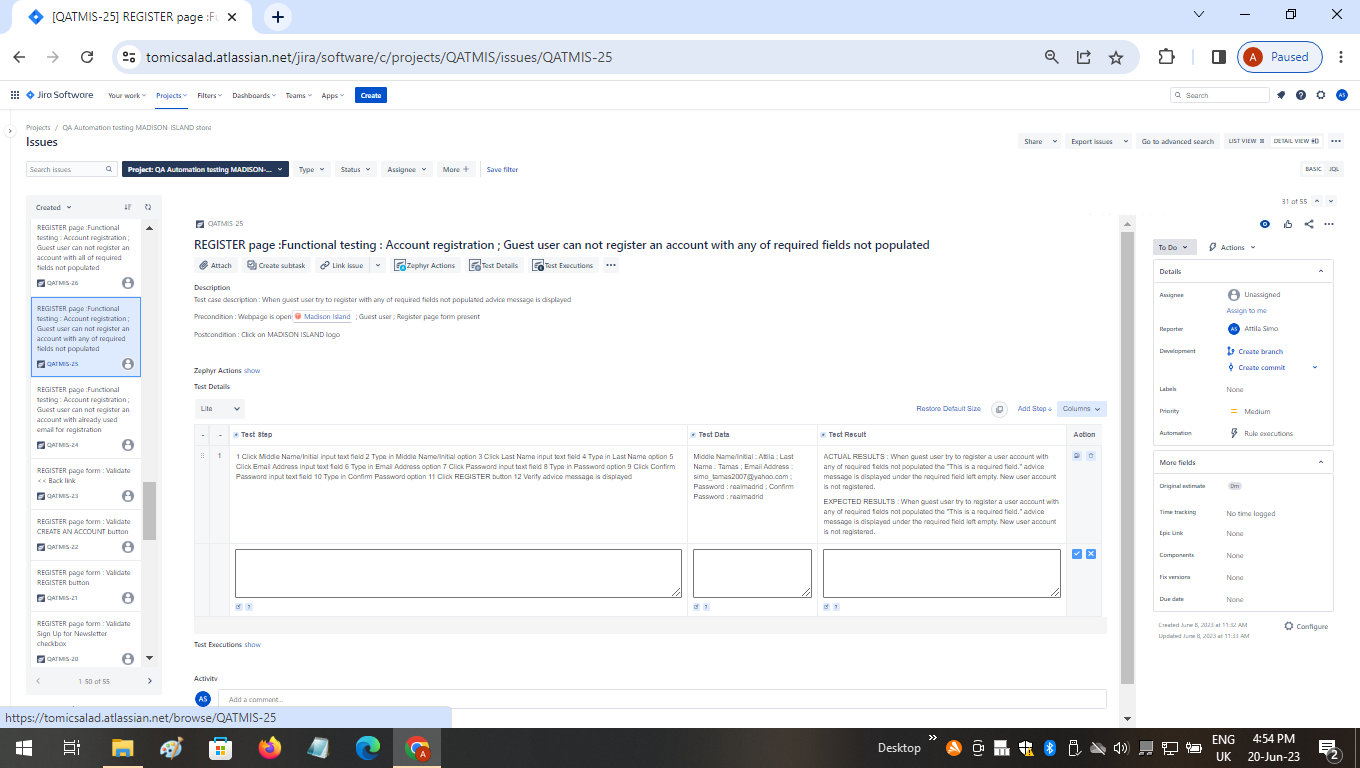 [QATMIS-25] REGISTER page :Fu
tomicsalad.atlassian.net/jira/software/c/projects/QATMIS/issues/QATMIS-25
A Paused
Jira Software Your work Projects Filters Dashboards Teams Apps Create
Search AS
Projects / QA Automation testing MADISON ISLAND store
Issues
Share Export issues Go to advanced search LIST VIEW DETAIL VIEW
Search issues Project: QA Automation testing MADISON-... Type Status Assignee More + Save filter
BASIC JQL
Created
31 of 55
REGISTER page :Functional
testing : Account registration ;
Guest user can not register an
account with all of required
fields not populated
QATMIS-26
REGISTER page :Functional
testing : Account registration ;
Guest user can not register an
account with any of required
fields not populated
QATMIS-25
REGISTER page :Functional
testing : Account registration ;
Guest user can not register an
account with already used
email for registration
QATMIS-24
REGISTER page form : Validate
<< Back link
QATMIS-23
REGISTER page form : Validate
CREATE AN ACCOUNT button
QATMIS-22
REGISTER page form : Validate
REGISTER button
QATMIS-21
REGISTER page form : Validate
Sign Up for Newsletter
checkbox
QATMIS-20
1-50 of 55
QATMIS-25
REGISTER page :Functional testing : Account registration ; Guest user can not register an account with any of required fields not populated
Attach Create subtask Link issue Zephyr Actions Test Details Test Executions
Description
Test case description : When guest user try to register with any of required fields not populated advice message is displayed
Precondition : Webpage is open Madison Island ; Guest user ; Register page form present
Postcondition : Click on MADISON ISLAND logo
Zephyr Actions show
Test Details
Lite
Restore Default Size Add Step Columns
- - Test Step Test Data Test Result Action
1
1 Click Middle Name/Initial input text field 2 Type in Middle Name/Initial option 3 Click Last Name input text field 4 Type in Last Name option 5
Click Email Address input text field 6 Type in Email Address option 7 Click Password input text field 8 Type in Password option 9 Click Confirm
Password input text field 10 Type in Confirm Password option 11 Click REGISTER button 12 Verify advice message is displayed
Middle Name/Initial : Attila ; Last
Name : Tamas ; Email Address :
simo_tamas2007@yahoo.com ;
Password : realmadrid ; Confirm
Password : realmadrid
ACTUAL RESULTS : When guest user try to register a user account with
any of required fields not populated the "This is a required field." advice
message is displayed under the required field left empty. New user account
is not registered.
EXPECTED RESULTS : When guest user try to register a user account with
any of required fields not populated the "This is a required field." advice
message is displayed under the required field left empty. New user account
is not registered.
Test Executions show
Activity
AS Add a comment...
To Do Actions
Details
Assignee Unassigned
Assign to me
Reporter AS Attila Simo
Development Create branch
Create commit
Labels None
Priority Medium
Automation Rule executions
More fields
Original estimate 0m
Time tracking No time logged
Epic Link None
Components None
Fix versions None
Due date None
Created June 8, 2023 at 11:32 AM
Updated June 8, 2023 at 11:33 AM
Configure
https://tomicsalad.atlassian.net/browse/QATMIS-25
Desktop
ENG
UK
4:54 PM
20-Jun-23
2